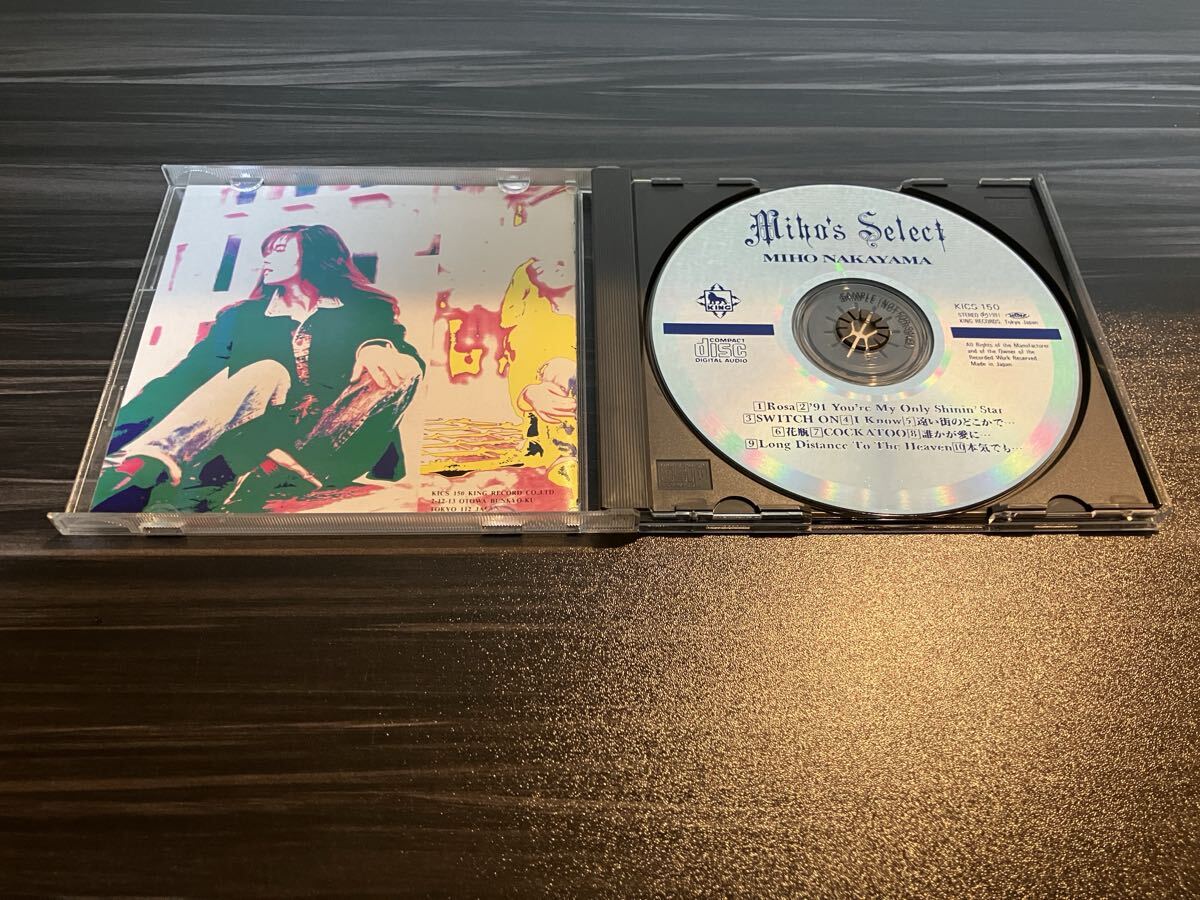 KICS 150 KING RECORD CO.,LTD.
2-12-13 OTOWA BUNKYO-KU
TOKYO 112
Miho's Select
MIHO NAKAYAMA
KING
COMPACT
disc
DIGITAL AUDIO
SAMPLE
KICS 150
STEREO
KING RECORDS, Tokyo Japan
All Rights of the Manufacturer
and of the Owner of the
Recorded Work Reserved.
Made in Japan
1 Rosa 2 '91 You're My Only Shinin' Star
3 SWITCH ON 4 I Know 5 遠い街のどこかで…
6 花瓶 7 COCKATOO 8 誰かが愛に…
9 Long Distance To The Heaven 10 本気でも…